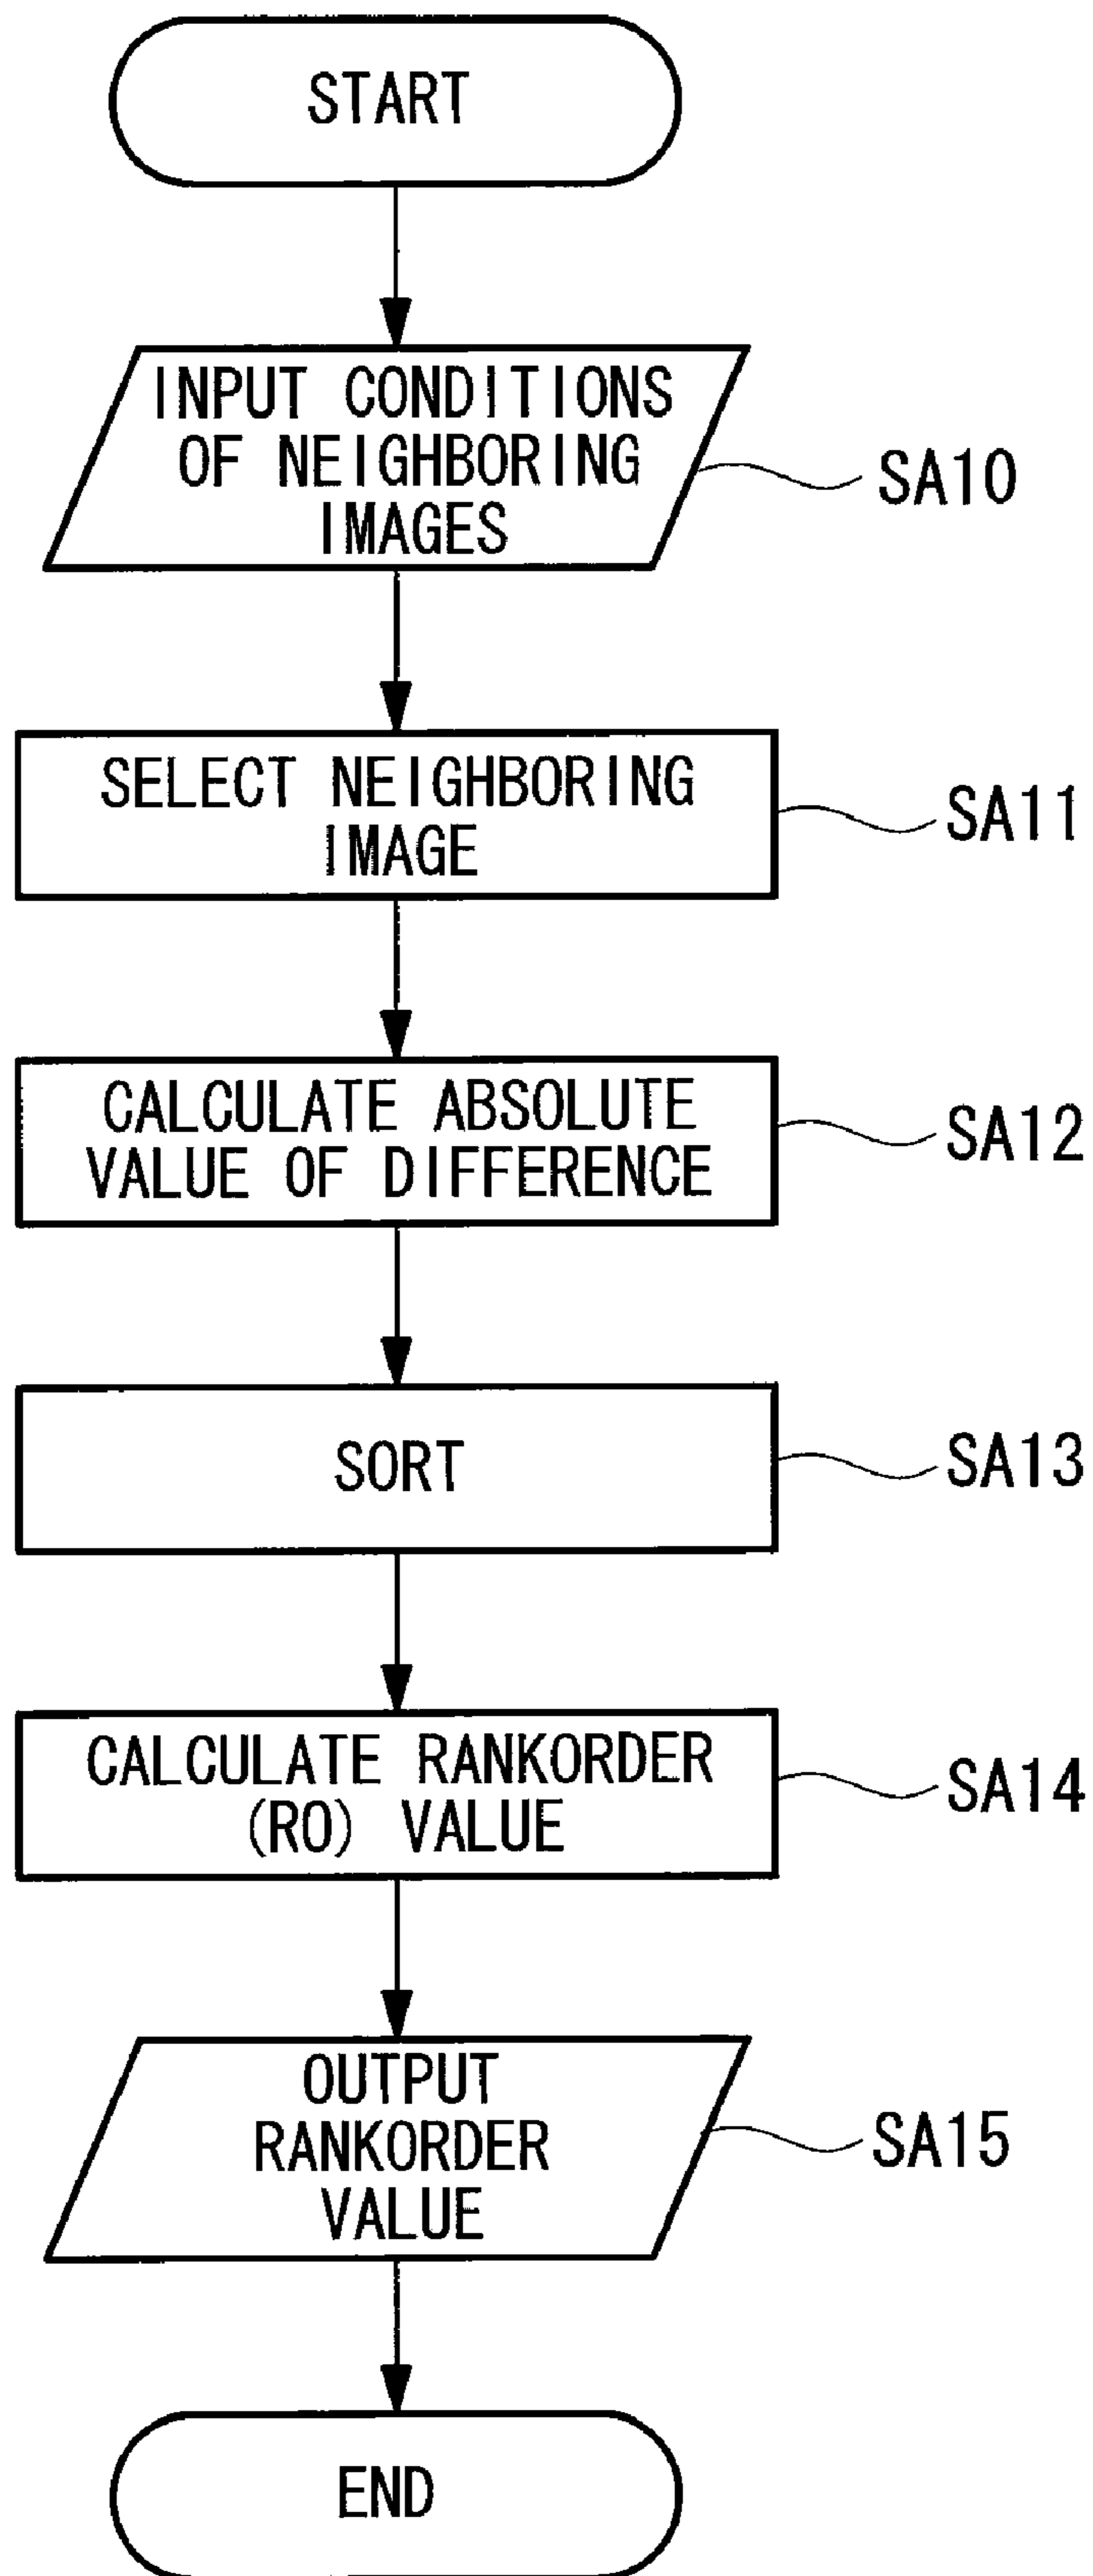 START
INPUT CONDITIONS
OF NEIGHBORING
IMAGES
SA10
SELECT NEIGHBORING
IMAGE
SA11
CALCULATE ABSOLUTE
VALUE OF DIFFERENCE
SA12
SORT
SA13
CALCULATE RANKORDER
(RO) VALUE
SA14
OUTPUT
RANKORDER
VALUE
SA15
END